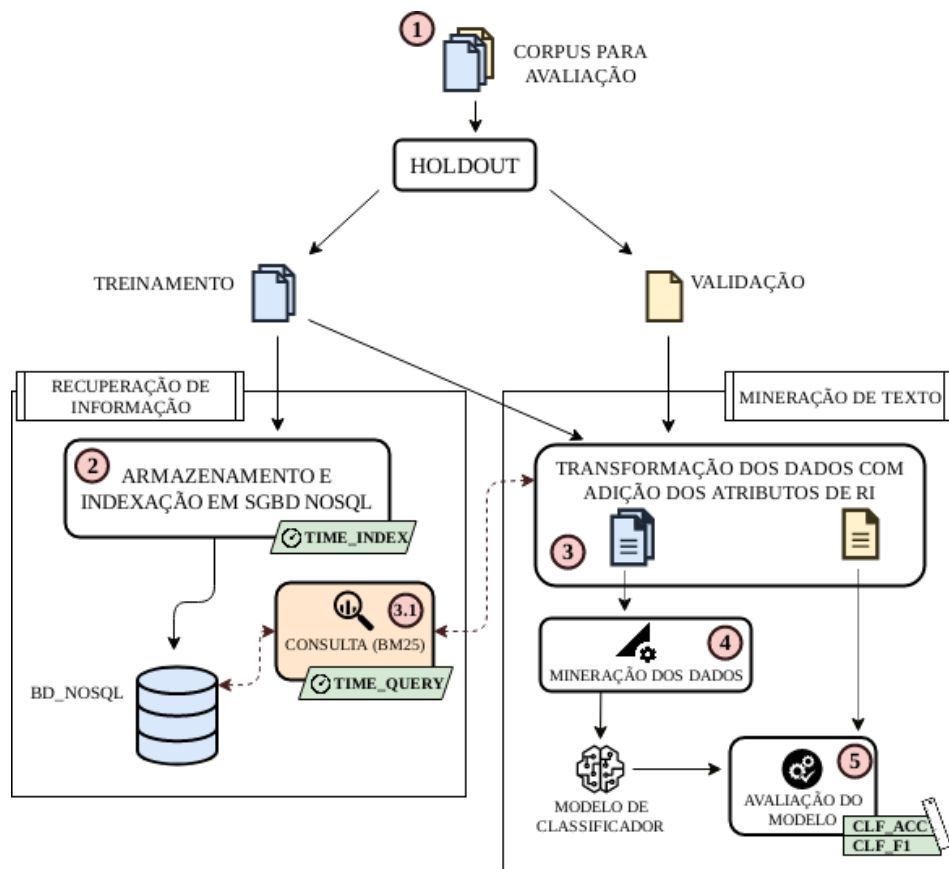 1
CORPUS PARA
AVALIAÇÃO
HOLDOUT
TREINAMENTO
VALIDAÇÃO
RECUPERAÇÃO DE
INFORMAÇÃO
MINERAÇÃO DE TEXTO
2
ARMAZENAMENTO E
INDEXAÇÃO EM SGBD NOSQL
TIME_INDEX
TRANSFORMAÇÃO DOS DADOS COM
ADIÇÃO DOS ATRIBUTOS DE RI
3
3.1
CONSULTA (BM25)
TIME_QUERY
BD_NOSQL
4
MINERAÇÃO DOS DADOS
MODELO DE
CLASSIFICADOR
5
AVALIAÇÃO DO
MODELO
CLF_ACC
CLF_F1